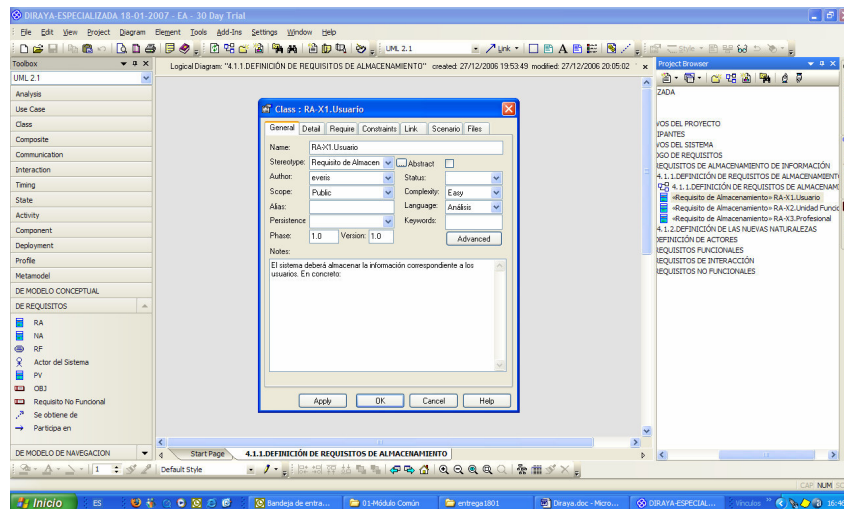 DIRAYA-ESPECIALIZADA 18-01-2007 - EA - 30 Day Trial
File Edit View Project Diagram Element Tools Add-Ins Settings Window Help
UML 2.1 Link Style
Toolbox
Logical Diagram: "4.1.1.DEFINICIÓN DE REQUISITOS DE ALMACENAMIENTO" created: 27/12/2006 19:53:49 modified: 27/12/2006 20:05:02
Project Browser
UML 2.1
Analysis
Use Case
Class
Composite
Communication
Interaction
Timing
State
Activity
Component
Deployment
Profile
Metamodel
DE MODELO CONCEPTUAL
DE REQUISITOS
RA
NA
RF
Actor del Sistema
PV
OBJ
Requisito No Funcional
Se obtiene de
Participa en
DE MODELO DE NAVEGACION
Class : RA-X1.Usuario
General Detail Require Constraints Link Scenario Files
Name: RA-X1.Usuario
Stereotype: Requisito de Almacen ... Abstract
Author: everis Status:
Scope: Public Complexity: Easy
Alias: Language: Análisis
Persistence Keywords:
Phase: 1.0 Version: 1.0 Advanced
Notes:
El sistema deberá almacenar la información correspondiente a los
usuarios. En concreto:
Apply OK Cancel Help
ZADA
VOS DEL PROYECTO
IPANTES
VOS DEL SISTEMA
OGO DE REQUISITOS
REQUISITOS DE ALMACENAMIENTO DE INFORMACIÓN
4.1.1.DEFINICIÓN DE REQUISITOS DE ALMACENAMIENT
4.1.1.DEFINICIÓN DE REQUISITOS DE ALMACENAM
«Requisito de Almacenamiento» RA-X1.Usuario
«Requisito de Almacenamiento» RA-X2.Unidad Funcio
«Requisito de Almacenamiento» RA-X3.Profesional
4.1.2.DEFINICIÓN DE LAS NUEVAS NATURALEZAS
DEFINICIÓN DE ACTORES
REQUISITOS FUNCIONALES
REQUISITOS DE INTERACCIÓN
REQUISITOS NO FUNCIONALES
Start Page 4.1.1.DEFINICIÓN DE REQUISITOS DE ALMACENAMIENTO
1 Default Style
CAP NUM SC
Inicio ES Bandeja de entra... 01-Módulo Común entrega1801 Diraya.doc - Micro... DIRAYA-ESPECIAL... Vínculos 16:46